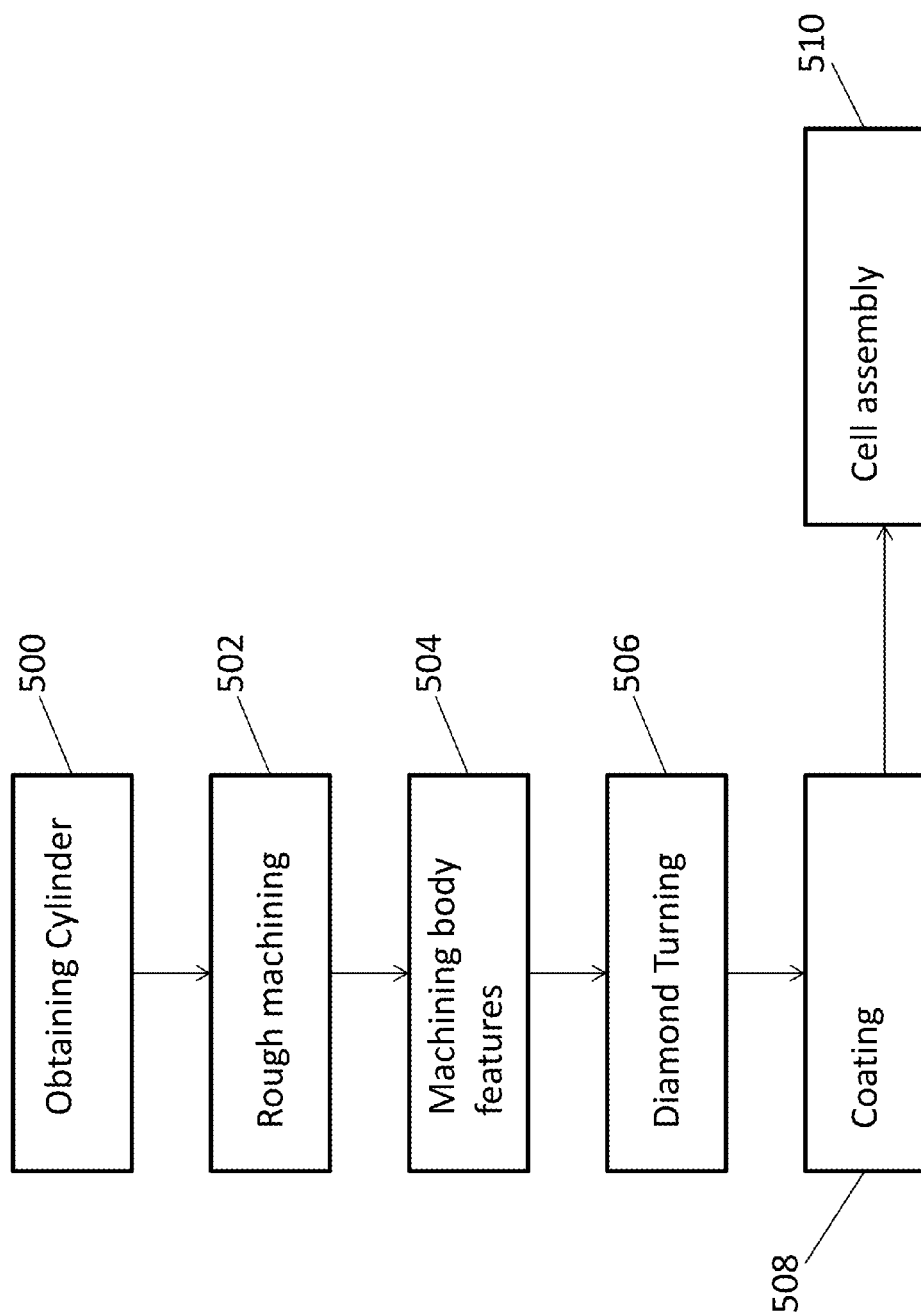 500
Obtaining Cylinder
502
Rough machining
504
Machining body
features
506
Diamond Turning
508
Coating
510
Cell assembly